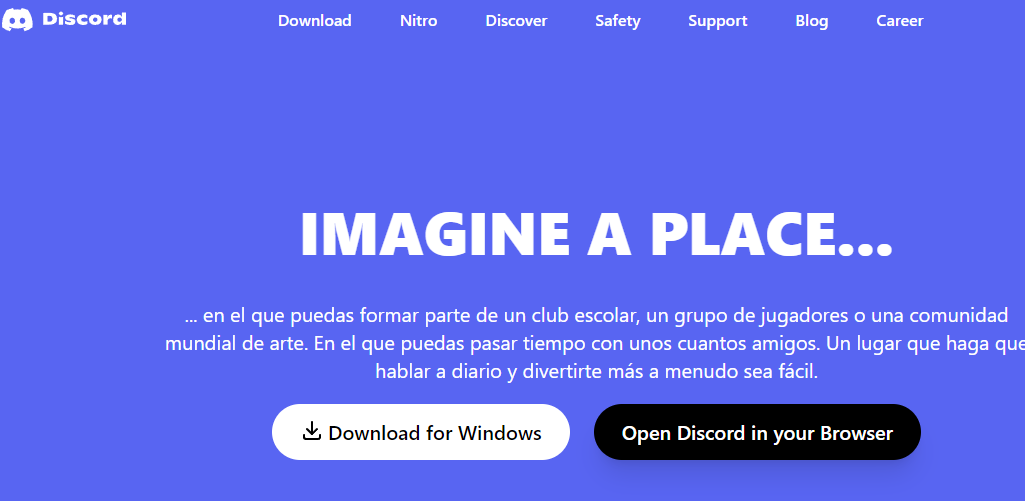 Discord
Download Nitro Discover Safety Support Blog Career
IMAGINE A PLACE...
... en el que puedas formar parte de un club escolar, un grupo de jugadores o una comunidad
mundial de arte. En el que puedas pasar tiempo con unos cuantos amigos. Un lugar que haga que
hablar a diario y divertirte más a menudo sea fácil.
Download for Windows
Open Discord in your Browser